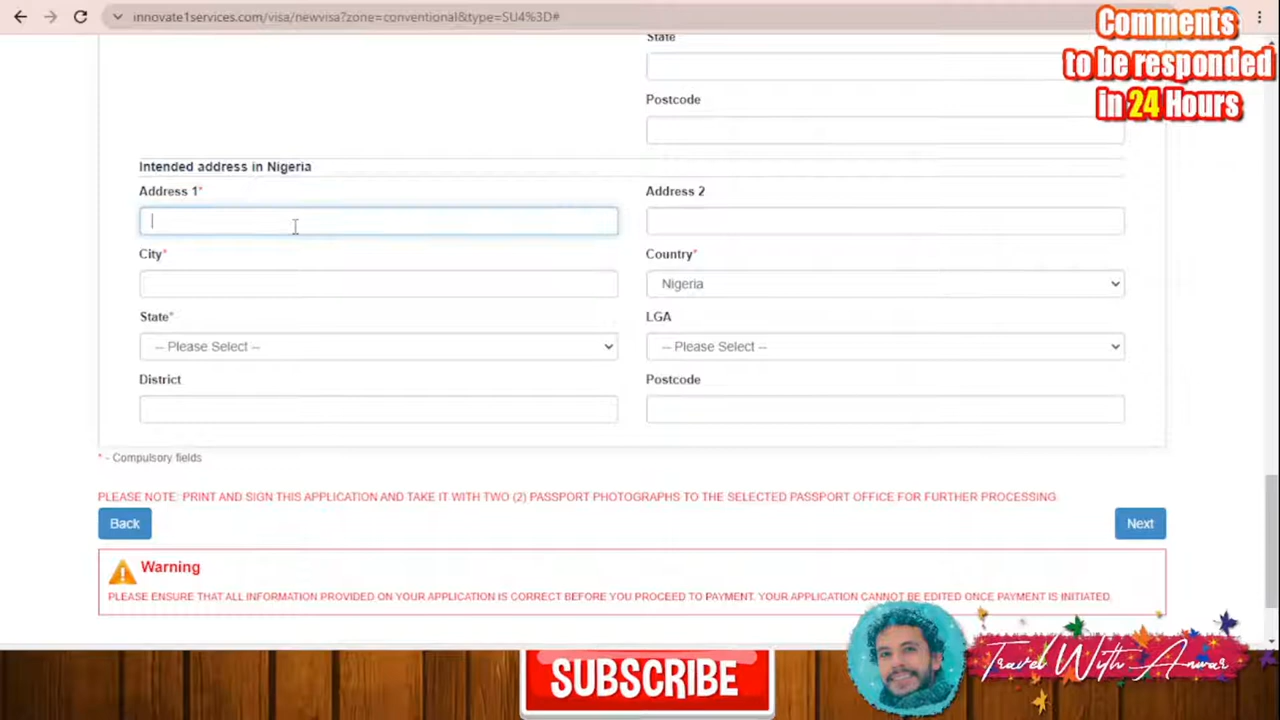 innovate1services.com/visa/newvisa?zone=conventional&type=SU4%3D#
Comments
to be responded
in 24 Hours
State
Postcode
Intended address in Nigeria
Address 1*
Address 2
City*
Country*
Nigeria
State*
LGA
-- Please Select --
-- Please Select --
District
Postcode
* - Compulsory fields
PLEASE NOTE: PRINT AND SIGN THIS APPLICATION AND TAKE IT WITH TWO (2) PASSPORT PHOTOGRAPHS TO THE SELECTED PASSPORT OFFICE FOR FURTHER PROCESSING.
Back
Next
Warning
PLEASE ENSURE THAT ALL INFORMATION PROVIDED ON YOUR APPLICATION IS CORRECT BEFORE YOU PROCEED TO PAYMENT. YOUR APPLICATION CANNOT BE EDITED ONCE PAYMENT IS INITIATED.
SUBSCRIBE
Travel With Anwar